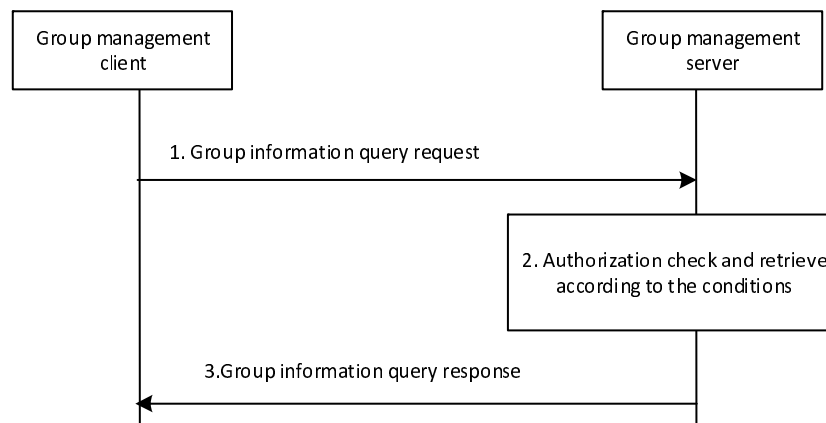 Group management
client
Group management
server
1. Group information query request
2. Authorization check and retrieve
according to the conditions
3.Group information query response